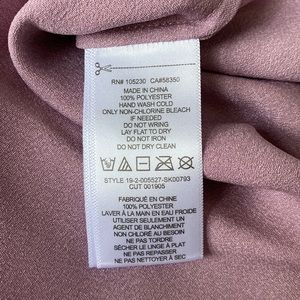 RN# 105230 CA#58350
MADE IN CHINA
100% POLYESTER
HAND WASH COLD
ONLY NON-CHLORINE BLEACH
IF NEEDED
DO NOT WRING
LAY FLAT TO DRY
DO NOT IRON
DO NOT DRY CLEAN
STYLE 19-2-005527-SK00793
CUT 001905
FABRIQUÉ EN CHINE
100% POLYESTER
LAVER À LA MAIN EN EAU FROIDE
UTILISER SEULEMENT UN
AGENT DE BLANCHIMENT
NON CHLORÉ AU BESOIN
NE PAS TORDRE
SÉCHER LE LINGE À PLAT
NE PAS REPASSER
NE PAS NETTOYER À SEC